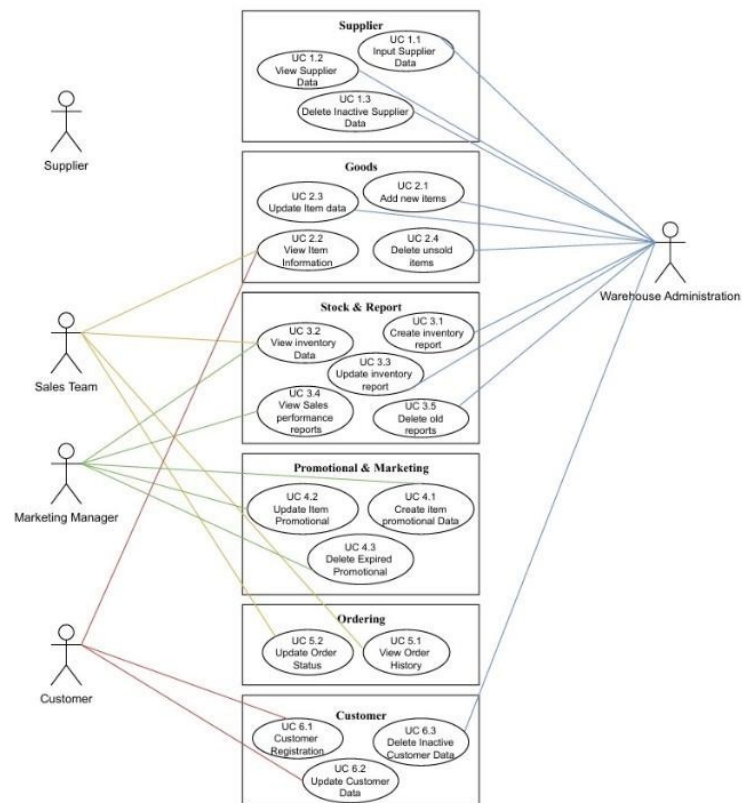 Supplier
UC 1.1
Input Supplier
Data
UC 1.2
View Supplier
Data
UC 1.3
Delete Inactive Supplier
Data
Supplier
Goods
UC 2.1
Add new items
UC 2.3
Update Item data
UC 2.2
View Item
Information
UC 2.4
Delete unsold
items
Warehouse Administration
Stock & Report
UC 3.1
Create inventory
report
UC 3.2
View inventory
Data
UC 3.3
Update inventory
report
UC 3.4
View Sales
performance
reports
UC 3.5
Delete old
reports
Sales Team
Marketing Manager
Promotional & Marketing
UC 4.2
Update Item
Promotional
UC 4.1
Create item
promotional Data
UC 4.3
Delete Expired
Promotional
Ordering
UC 5.2
Update Order
Status
UC 5.1
View Order
History
Customer
Customer
UC 6.1
Customer
Registration
UC 6.3
Delete Inactive
Customer Data
UC 6.2
Update Customer
Data